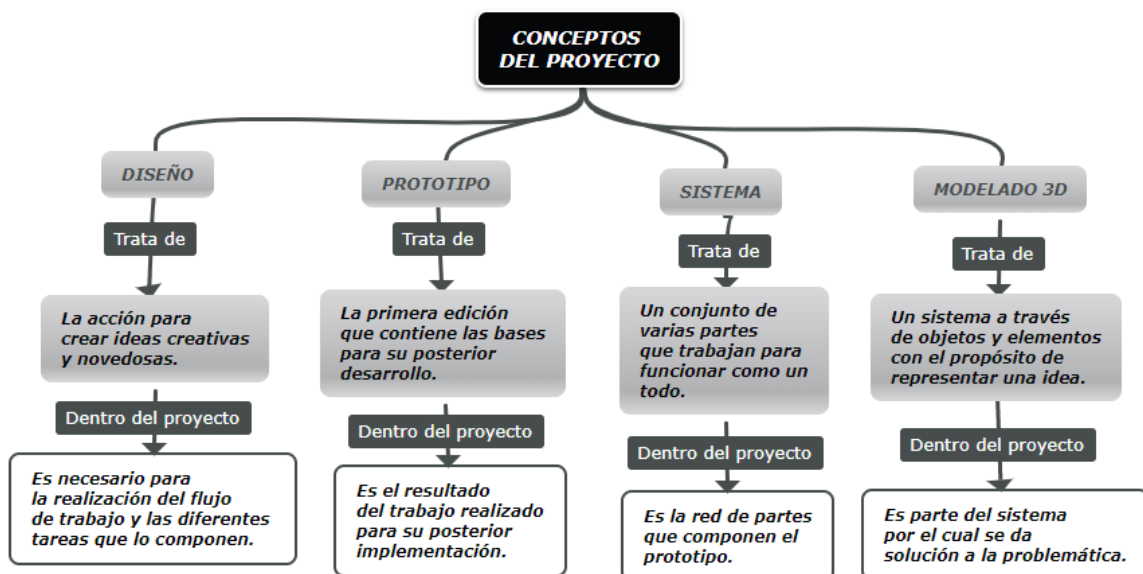 CONCEPTOS
DEL PROYECTO
DISEÑO
Trata de
La acción para
crear ideas creativas
y novedosas.
Dentro del proyecto
Es necesario para
la realización del flujo
de trabajo y las diferentes
tareas que lo componen.
PROTOTIPO
Trata de
La primera edición
que contiene las bases
para su posterior
desarrollo.
Dentro del proyecto
Es el resultado
del trabajo realizado
para su posterior
implementación.
SISTEMA
Trata de
Un conjunto de
varias partes
que trabajan para
funcionar como un
todo.
Dentro del proyecto
Es la red de partes
que componen el
prototipo.
MODELADO 3D
Trata de
Un sistema a través
de objetos y elementos
con el propósito de
representar una idea.
Dentro del proyecto
Es parte del sistema
por el cual se da
solución a la problemática.